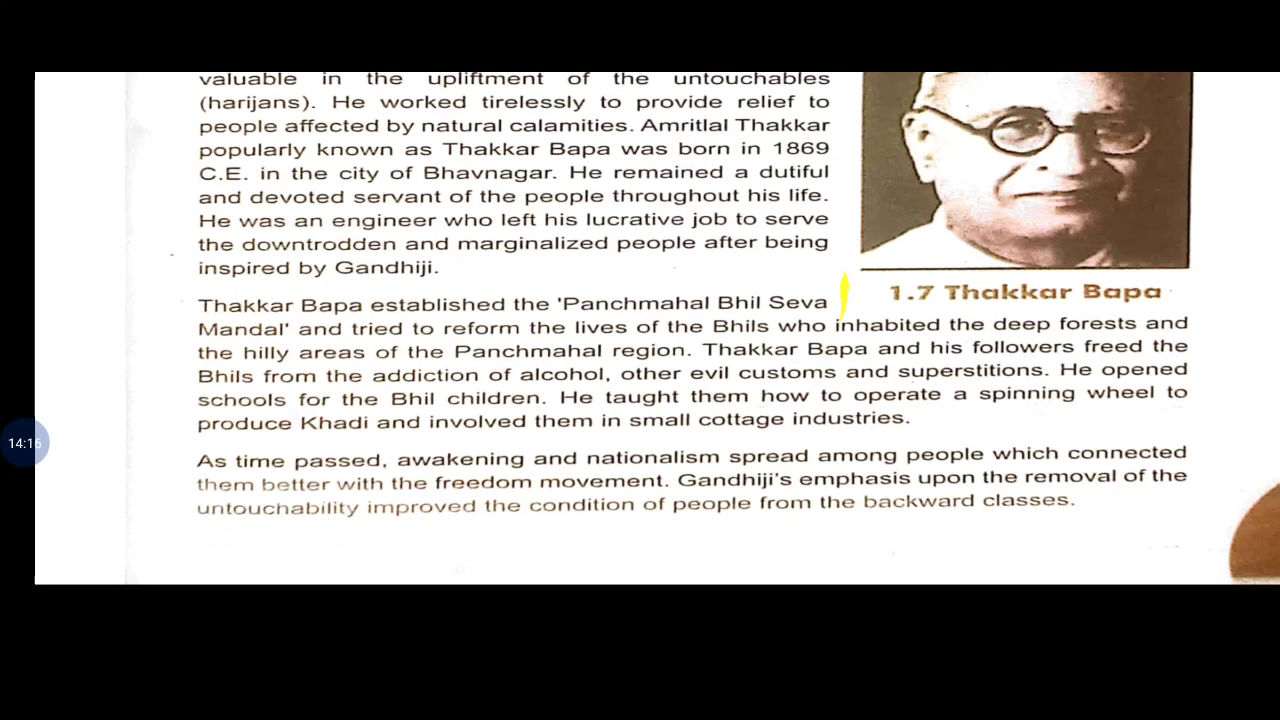 valuable in the upliftment of the untouchables
(harijans). He worked tirelessly to provide relief to
people affected by natural calamities. Amritlal Thakkar
popularly known as Thakkar Bapa was born in 1869
C.E. in the city of Bhavnagar. He remained a dutiful
and devoted servant of the people throughout his life.
He was an engineer who left his lucrative job to serve
the downtrodden and marginalized people after being
inspired by Gandhiji.
1.7 Thakkar Bapa
Thakkar Bapa established the 'Panchmahal Bhil Seva
Mandal' and tried to reform the lives of the Bhils who inhabited the deep forests and
the hilly areas of the Panchmahal region. Thakkar Bapa and his followers freed the
Bhils from the addiction of alcohol, other evil customs and superstitions. He opened
schools for the Bhil children. He taught them how to operate a spinning wheel to
produce Khadi and involved them in small cottage industries.
As time passed, awakening and nationalism spread among people which connected
them better with the freedom movement. Gandhiji's emphasis upon the removal of the
untouchability improved the condition of people from the backward classes.
14:16